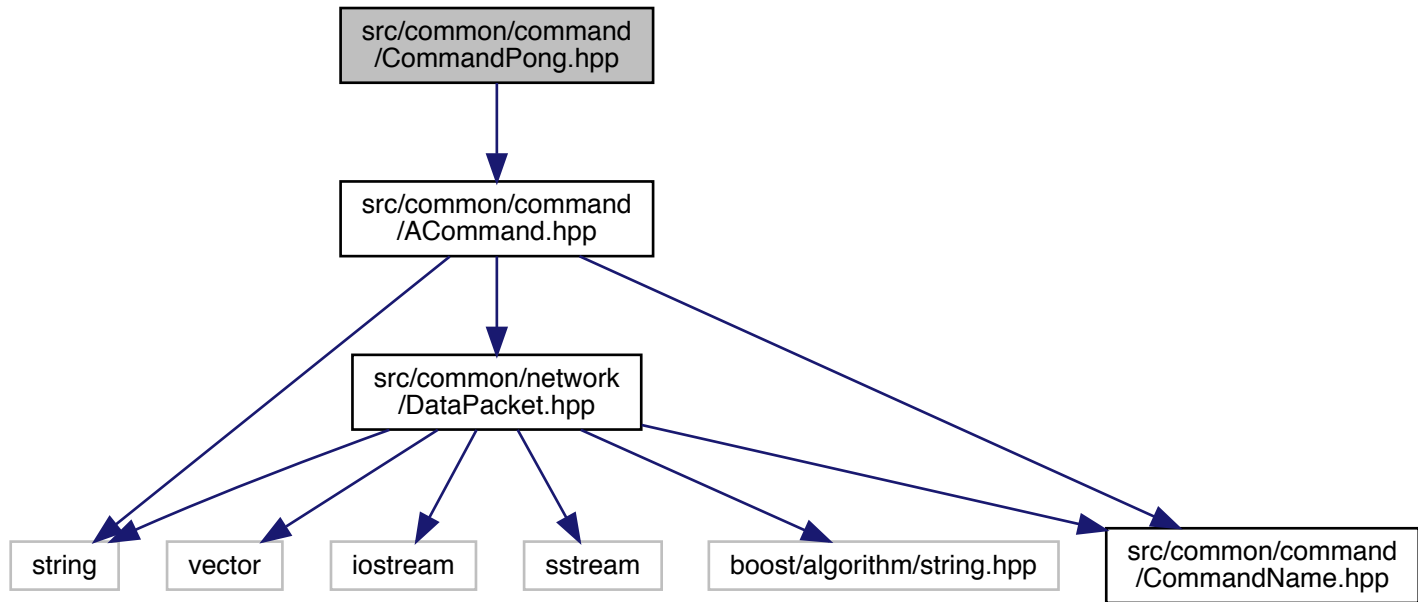 src/common/command
/CommandPong.hpp
src/common/command
/ACommand.hpp
src/common/network
/DataPacket.hpp
string
vector
iostream
sstream
boost/algorithm/string.hpp
src/common/command
/CommandName.hpp